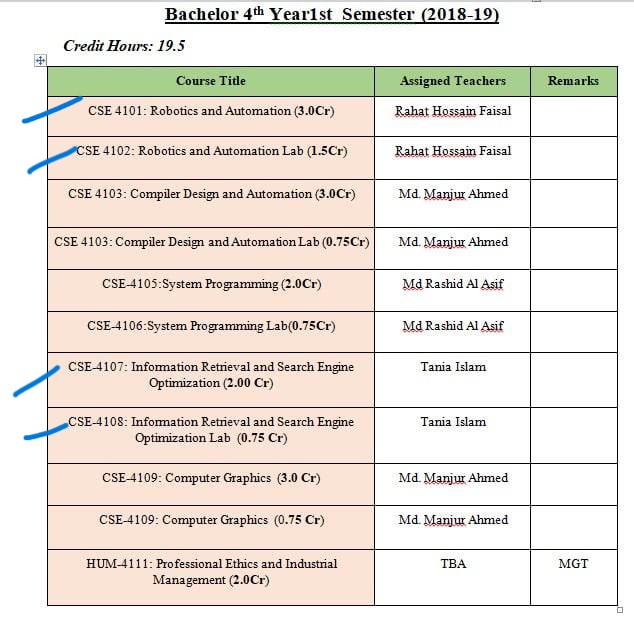 Bachelor 4th Year1st Semester (2018-19)
Credit Hours: 19.5
Course Title Assigned Teachers Remarks
CSE 4101: Robotics and Automation (3.0Cr) Rahat Hossain Faisal
CSE 4102: Robotics and Automation Lab (1.5Cr) Rahat Hossain Faisal
CSE 4103: Compiler Design and Automation (3.0Cr) Md. Manjur Ahmed
CSE 4103: Compiler Design and Automation Lab (0.75Cr) Md. Manjur Ahmed
CSE-4105:System Programming (2.0Cr) Md Rashid Al Asif
CSE-4106:System Programming Lab(0.75Cr) Md Rashid Al Asif
CSE-4107: Information Retrieval and Search Engine Tania Islam
Optimization (2.00 Cr)
CSE-4108: Information Retrieval and Search Engine Tania Islam
Optimization Lab (0.75 Cr)
CSE-4109: Computer Graphics (3.0 Cr) Md. Manjur Ahmed
CSE-4109: Computer Graphics (0.75 Cr) Md. Manjur Ahmed
HUM-4111: Professional Ethics and Industrial TBA MGT
Management (2.0Cr)